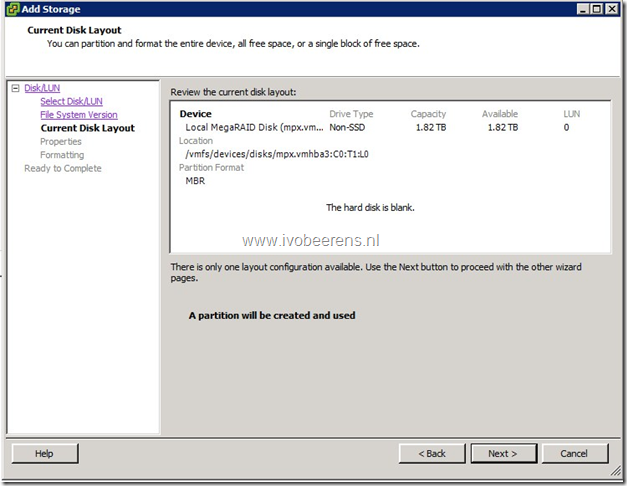 Add Storage
Current Disk Layout
You can partition and format the entire device, all free space, or a single block of free space.
Disk/LUN
Select Disk/LUN
File System Version
Current Disk Layout
Properties
Formatting
Ready to Complete
Review the current disk layout:
Device Drive Type Capacity Available LUN
Local MegaRAID Disk (mpx.vm... Non-SSD 1.82 TB 1.82 TB 0
Location
/vmfs/devices/disks/mpx.vmhba3:C0:T1:L0
Partition Format
MBR
The hard disk is blank.
www.ivobeerens.nl
There is only one layout configuration available. Use the Next button to proceed with the other wizard
pages.
A partition will be created and used
Help < Back Next > Cancel